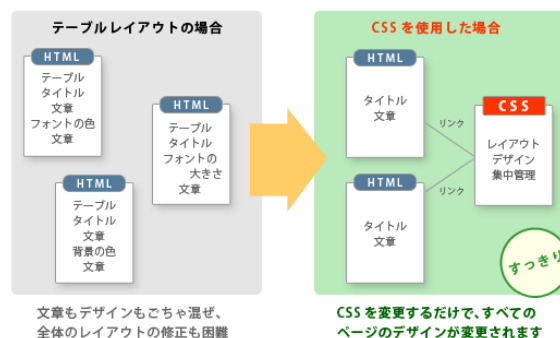 テーブルレイアウトの場合
HTML
テーブル
タイトル
文章
フォントの色
文章
HTML
テーブル
タイトル
フォントの
大きさ
文章
HTML
テーブル
タイトル
文章
背景の色
文章
文章もデザインもごちゃ混ぜ、
全体のレイアウトの修正も困難
CSSを使用した場合
HTML
タイトル
文章
リンク
CSS
レイアウト
デザイン
集中管理
HTML
タイトル
文章
リンク
すっきり
CSSを変更するだけで、すべての
ページのデザインが変更されます